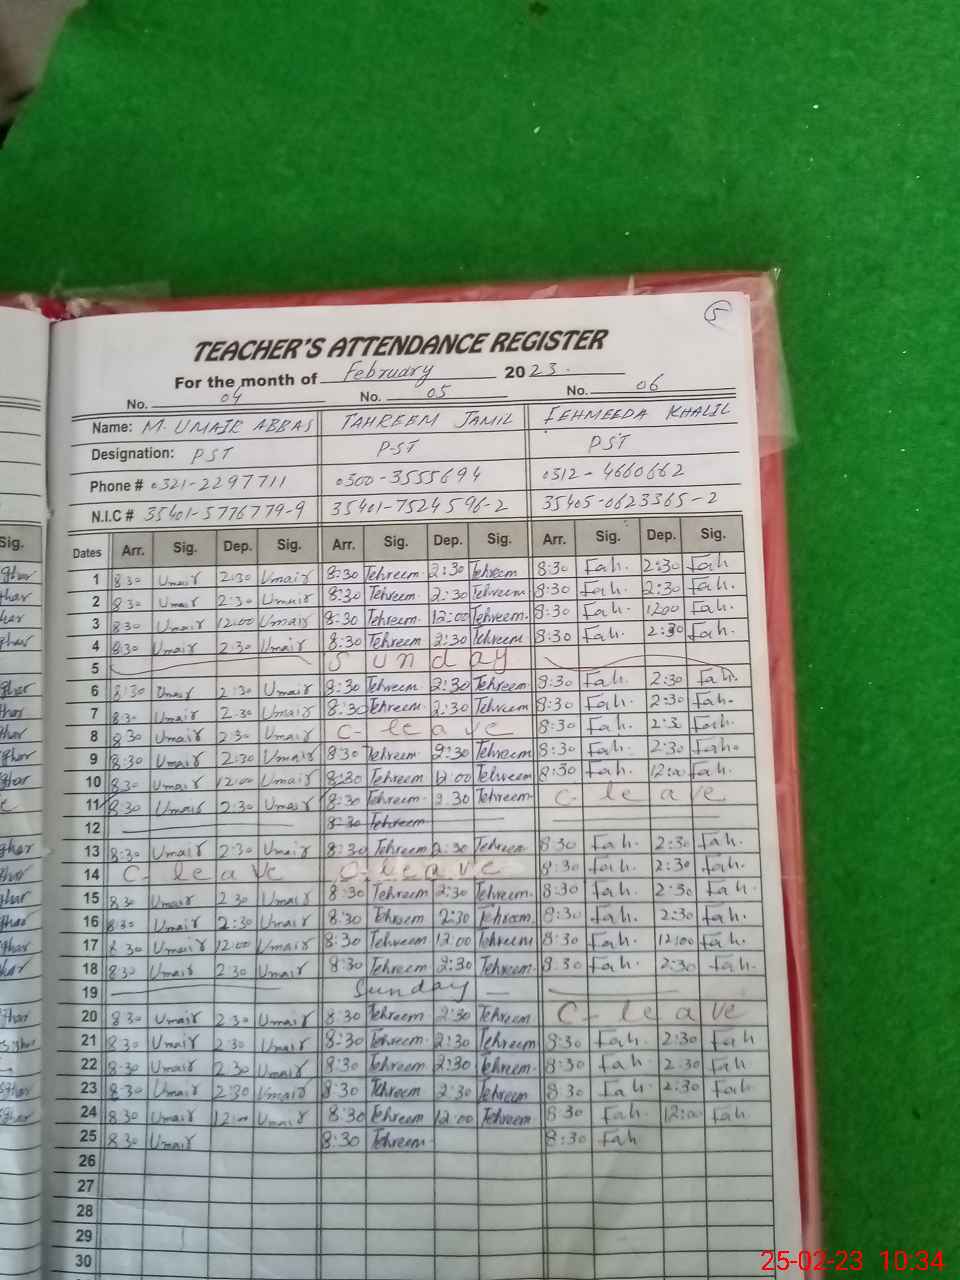 5
TEACHER'S ATTENDANCE REGISTER
For the month of February 2023
No. 04 No. 05 No. 06
Name: M. UMAIR ABBAS TAHREEM JAMIL FEHMEEDA KHALIL
Designation: PST PST PST
Phone # 0321-2297711 0300-3555694 0312-4660662
N.I.C # 35401-5776779-9 35401-7524596-2 35405-0623365-2
Sig. Dates Arr. Sig. Dep. Sig. Arr. Sig. Dep. Sig. Arr. Sig. Dep. Sig.
1 8:30 Umair 2:30 Umair 8:30 Tehreem 2:30 Tehreem 8:30 Fah. 2:30 Fah
2 8:30 Umair 2:30 Umair 8:30 Tehreem. 2:30 Tehreem 8:30 Fah. 2:30 Fah.
3 8:30 Umair 12:00 Umair 8:30 Tehreem. 12:00 Tehreem. 8:30 Fah. 12:00 Fah.
4 8:30 Umair 2:30 Umair 8:30 Tehreem 2:30 Tehreem 8:30 Fah. 2:30 Fah.
5 Sunday
6 8:30 Umair 2:30 Umair 8:30 Tehreem 2:30 Tehreem. 8:30 Fah. 2:30 Fah.
7 8:30 Umair 2:30 Umair 8:30 Tehreem 2:30 Tehreem 8:30 Fah. 2:30 Fah.
8 8:30 Umair 2:30 Umair C-leave 8:30 Fah. 2:3 Fah.
9 8:30 Umair 2:30 Umair 8:30 Tehreem 2:30 Tehreem 8:30 Fah. 2:30 Fah.
10 8:30 Umair 12:00 Umair 8:30 Tehreem 12:00 Tehreem 8:30 Fah. 12:00 Fah.
11 8:30 Umair 2:30 Umair 8:30 Tehreem. 2:30 Tehreem C-leave
12 8:30 Tehreem
13 8:30 Umair 2:30 Umair 8:30 Tehreem 2:30 Tehreem 8:30 Fah. 2:30 Fah.
14 C-leave C-leave 8:30 Fah. 2:30 Fah.
15 8:30 Umair 2:30 Umair 8:30 Tehreem 2:30 Tehreem. 8:30 Fah. 2:30 Fah.
16 8:30 Umair 2:30 Umair 8:30 Tehreem 2:30 Tehreem. 8:30 Fah. 2:30 Fah.
17 8:30 Umair 12:00 Umair 8:30 Tehreem 12:00 Tehreem 8:30 Fah. 12:00 Fah.
18 8:30 Umair 2:30 Umair 8:30 Tehreem 2:30 Tehreem. 8:30 Fah. 2:30 Fah.
19 Sunday
20 8:30 Umair 2:30 Umair 8:30 Tehreem 2:30 Tehreem C-leave
21 8:30 Umair 2:30 Umair 8:30 Tehreem. 2:30 Tehreem 8:30 Fah. 2:30 Fah
22 8:30 Umair 2:30 Umair 8:30 Tehreem. 2:30 Tehreem 8:30 Fah 2:30 Fah
23 8:30 Umair 2:30 Umair 8:30 Tehreem 2:30 Tehreem 8:30 Fa 2:30 Fah.
24 8:30 Umair 12:00 Umair 8:30 Tehreem. 12:00 Tehreem. 8:30 Fah. 12:00 Fah.
25 8:30 Umair 8:30 Tehreem. 8:30 Fah
26
27
28
29
30
25-02-23 10:34